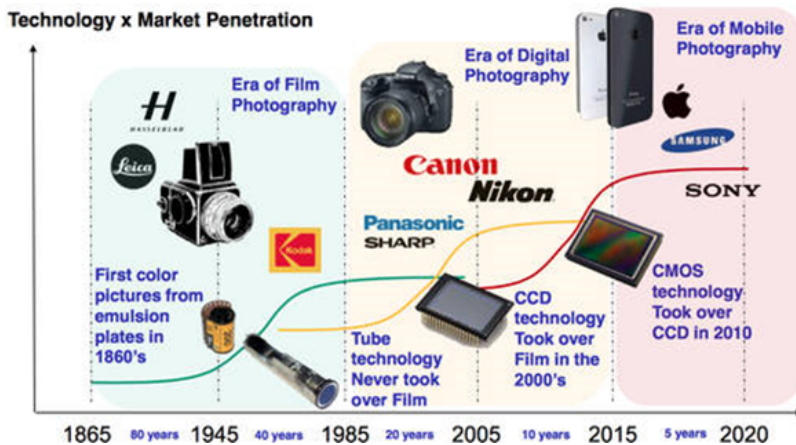 Technology x Market Penetration
Era of Film
Photography
Era of Digital
Photography
Era of Mobile
Photography
H
HASSELBLAD
Leica
Canon
Nikon
SAMSUNG
SONY
Panasonic
SHARP
Kodak
First color
pictures from
emulsion
plates in
1860's
Tube
technology
Never took
over Film
CCD
technology
Took over
Film in the
2000's
CMOS
technology
Took over
CCD in 2010
1865 80 years 1945 40 years 1985 20 years 2005 10 years 2015 5 years 2020